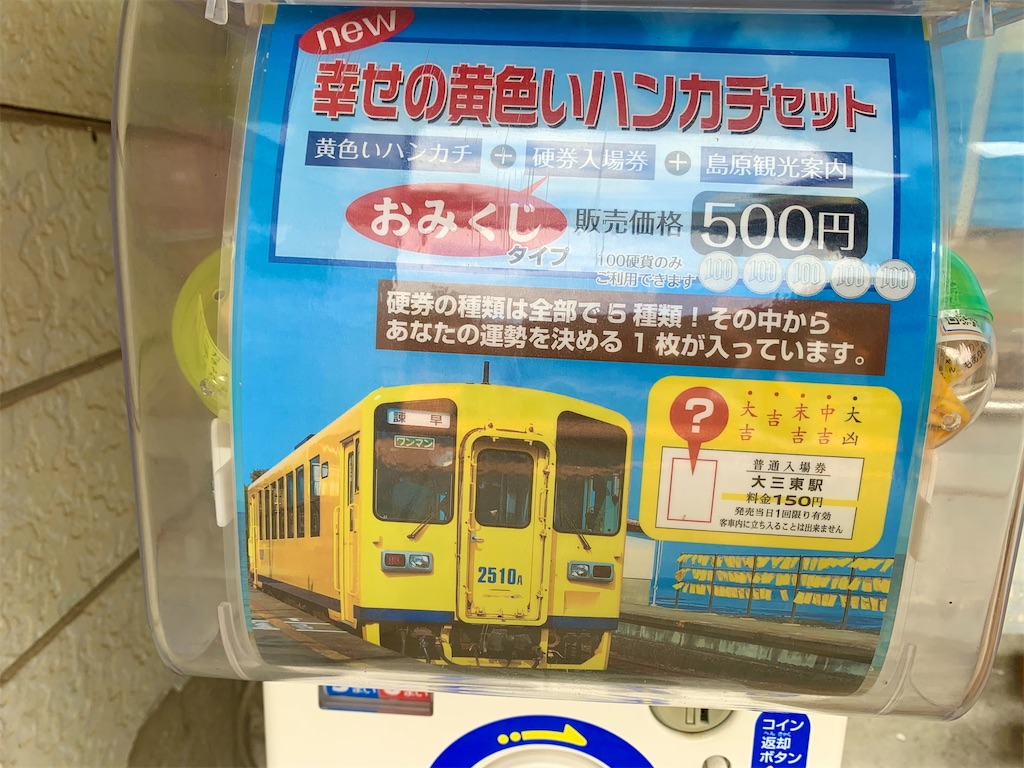 new
幸せの黄色いハンカチセット
黄色いハンカチ + 硬券入場券 + 島原観光案内
おみくじ
タイプ
販売価格 500円
100硬貨のみ
ご利用できます
100 100 100 100 100
硬券の種類は全部で5種類！その中から
あなたの運勢を決める1枚が入っています。
諫早
ワンマン
2510A
?
大吉 吉 末吉 中吉 大凶
普通入場券
大三東駅
料金150円
発売当日1回限り有効
客車内に立ち入ることは出来ません
コイン
へんきゃく
返却
ボタン